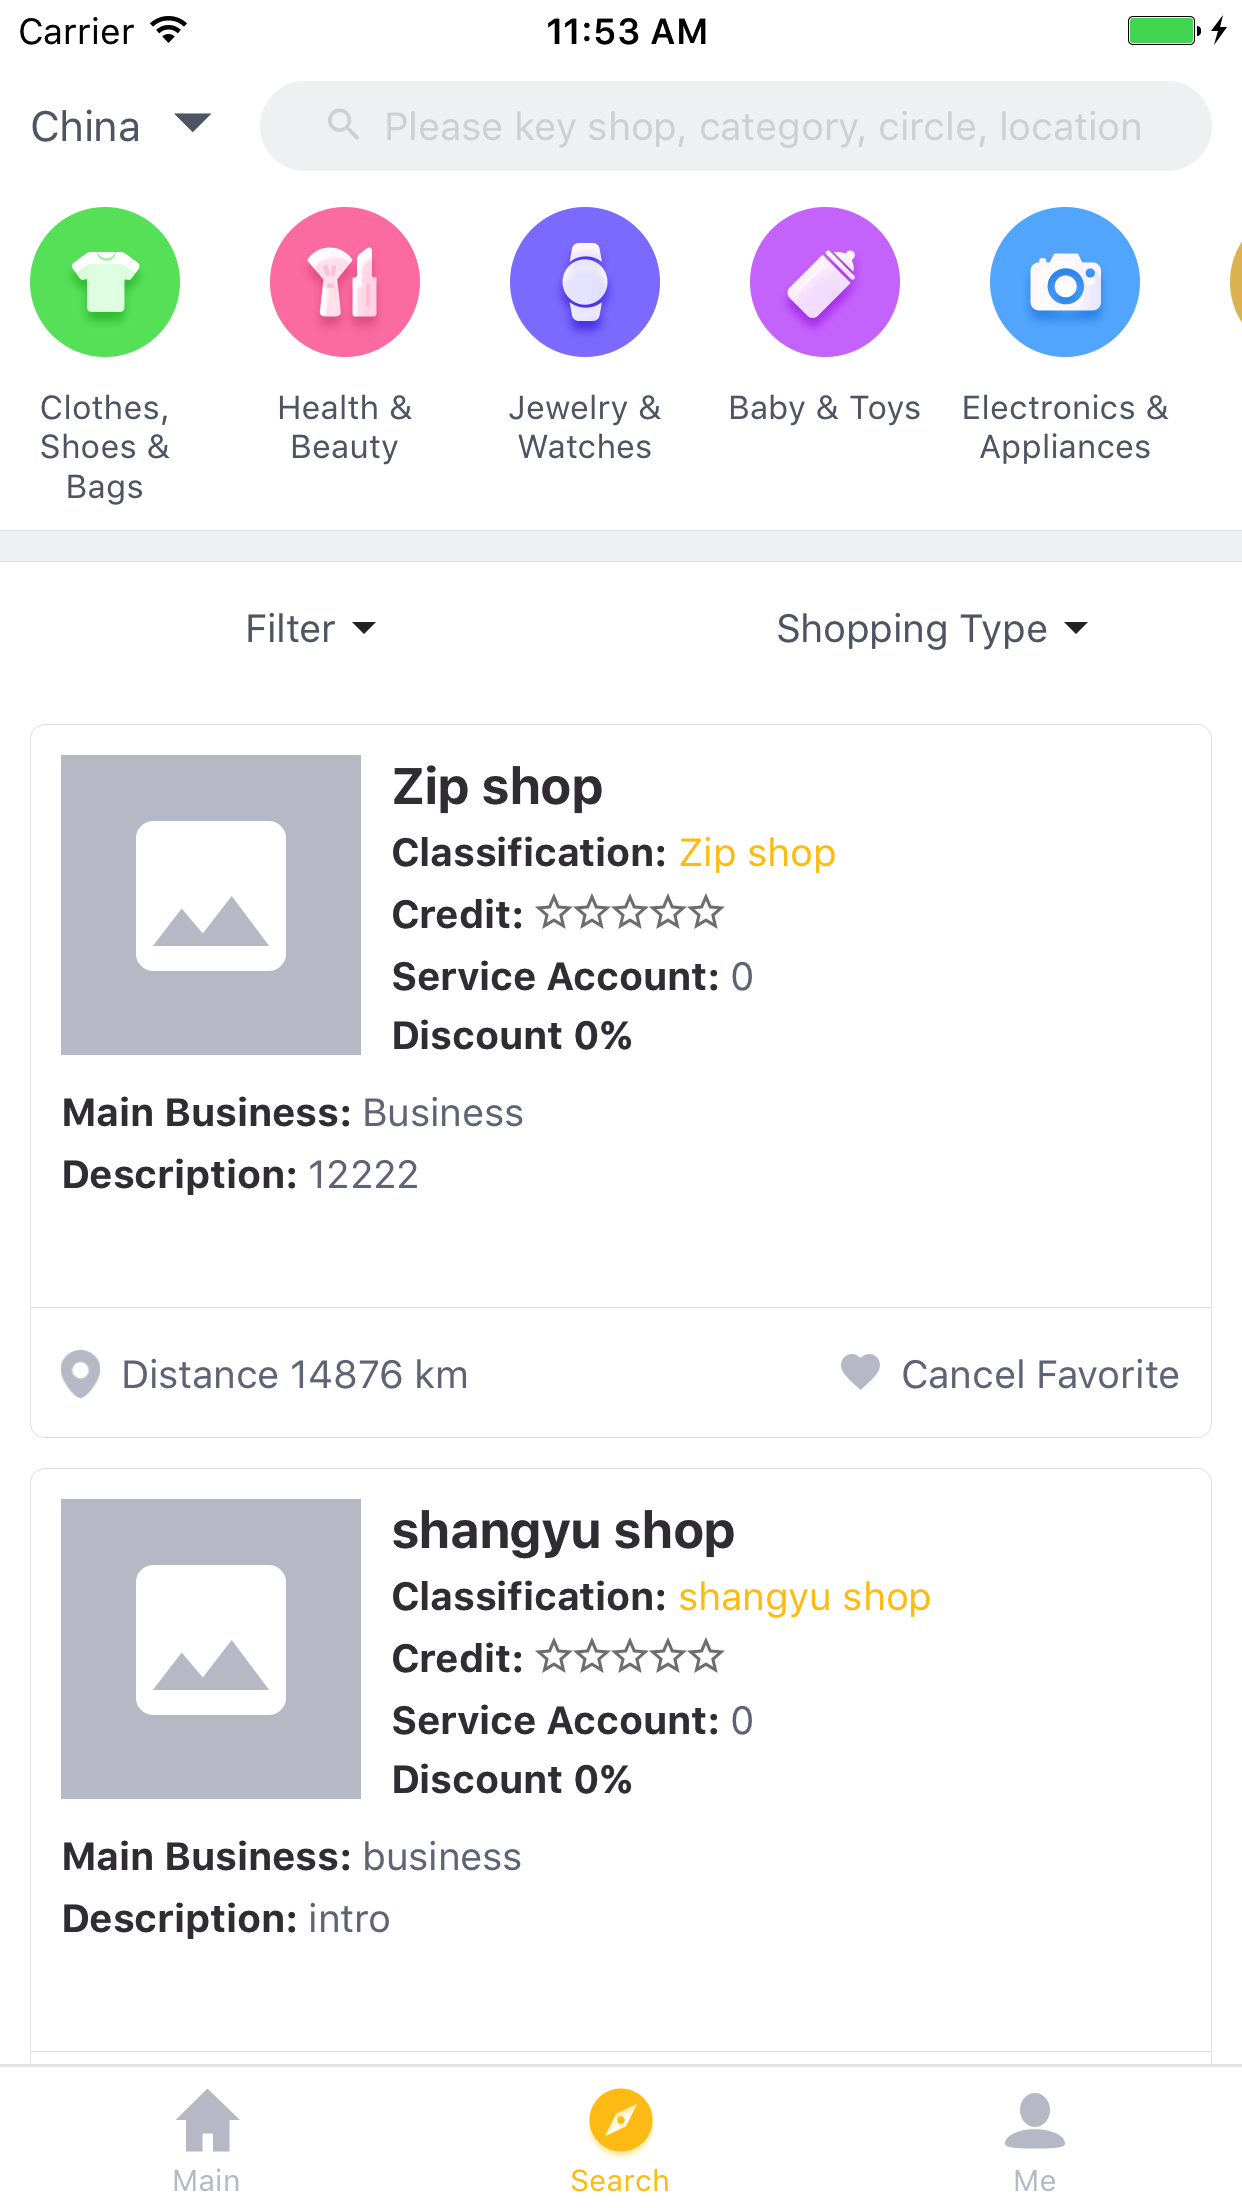 Carrier 11:53 AM
China Please key shop, category, circle, location
Clothes,
Shoes &
Bags
Health &
Beauty
Jewelry &
Watches
Baby & Toys
Electronics &
Appliances
Filter
Shopping Type
Zip shop
Classification: Zip shop
Credit:
Service Account: 0
Discount 0%
Main Business: Business
Description: 12222
Distance 14876 km
Cancel Favorite
shangyu shop
Classification: shangyu shop
Credit:
Service Account: 0
Discount 0%
Main Business: business
Description: intro
Main
Search
Me